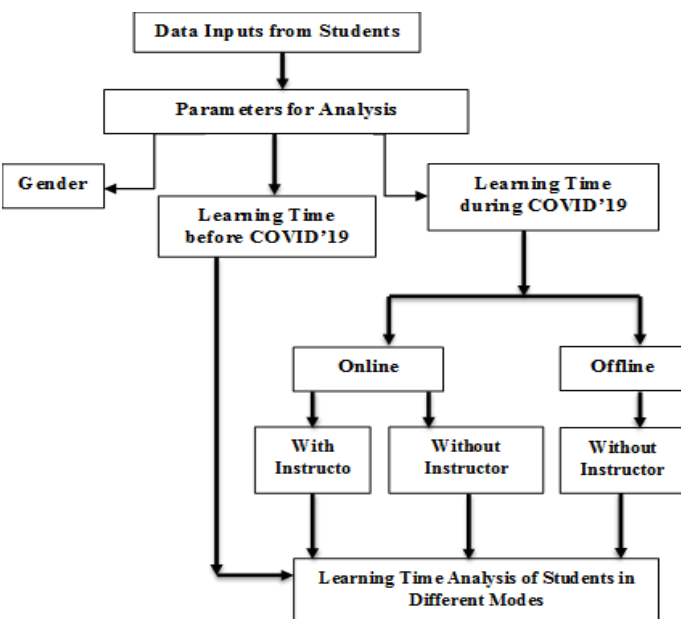 Data Inputs from Students
Parameters for Analysis
Gender
Learning Time
before COVID'19
Learning Time
during COVID'19
Online
Offline
With
Instructo
Without
Instructor
Without
Instructor
Learning Time Analysis of Students in
Different Modes